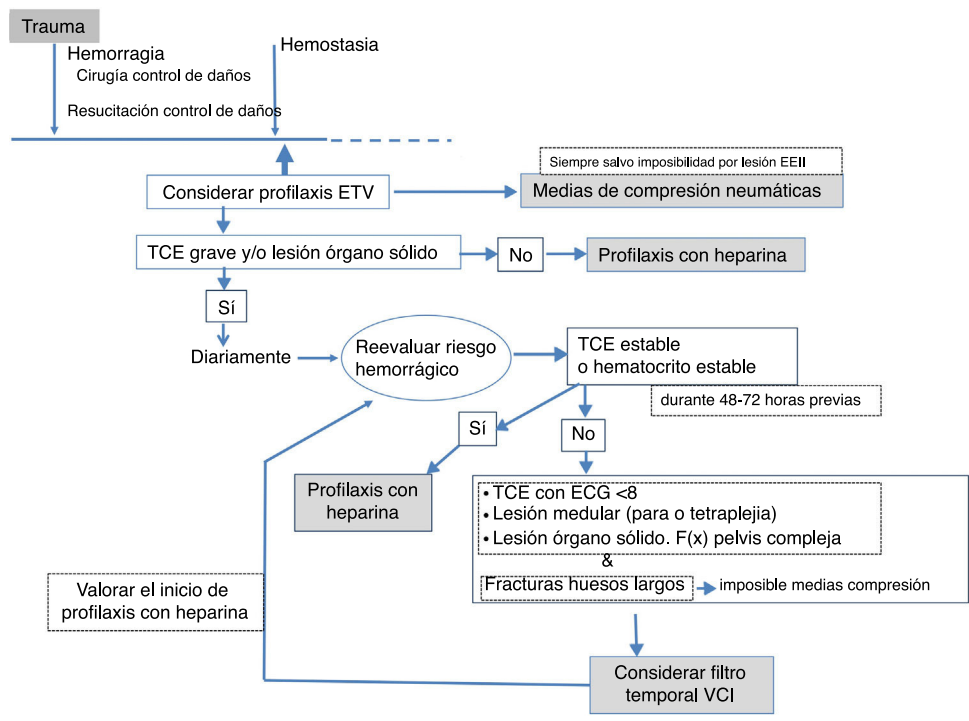 Trauma
Hemorragia
Cirugía control de daños
Resucitación control de daños
Hemostasia
Siempre salvo imposibilidad por lesión EEII
Considerar profilaxis ETV
Medias de compresión neumáticas
TCE grave y/o lesión órgano sólido
No
Profilaxis con heparina
Sí
Diariamente
Reevaluar riesgo
hemorrágico
TCE estable
o hematocrito estable
durante 48-72 horas previas
Sí
No
Profilaxis con
heparina
• TCE con ECG <8
• Lesión medular (para o tetraplejia)
• Lesión órgano sólido. F(x) pelvis compleja
&
Fracturas huesos largos
imposible medias compresión
Valorar el inicio de
profilaxis con heparina
Considerar filtro
temporal VCI